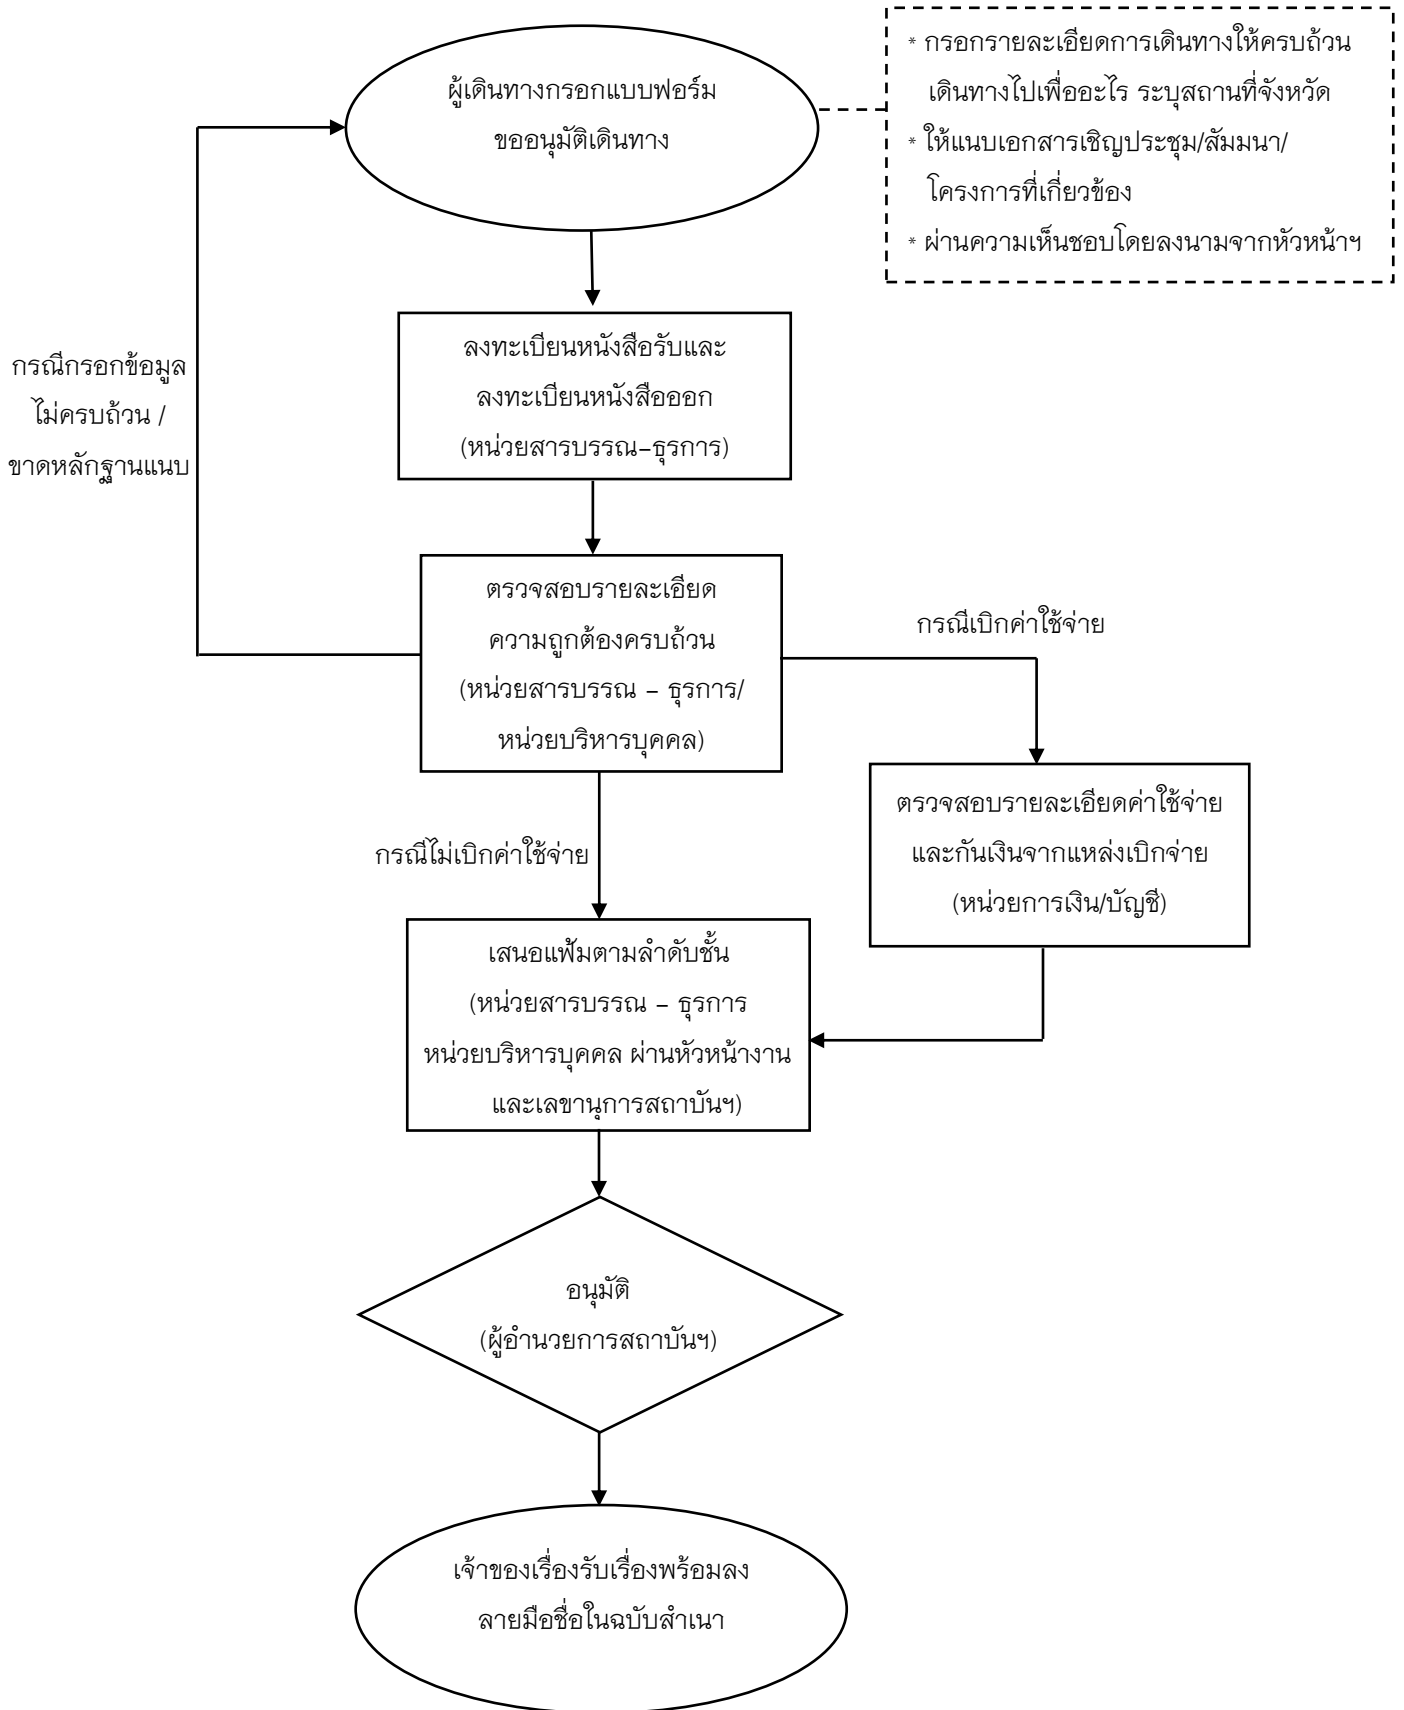 ผู้เดินทางกรอกแบบฟอร์ม
ขออนุมัติเดินทาง
* กรอกรายละเอียดการเดินทางให้ครบถ้วน
เดินทางไปเพื่ออะไร ระบุสถานที่จังหวัด
* ให้แนบเอกสารเชิญประชุม/สัมมนา/
โครงการที่เกี่ยวข้อง
* ผ่านความเห็นชอบโดยลงนามจากหัวหน้าฯ
ลงทะเบียนหนังสือรับและ
ลงทะเบียนหนังสือออก
(หน่วยสารบรรณ–ธุรการ)
กรณีกรอกข้อมูล
ไม่ครบถ้วน /
ขาดหลักฐานแนบ
ตรวจสอบรายละเอียด
ความถูกต้องครบถ้วน
(หน่วยสารบรรณ – ธุรการ/
หน่วยบริหารบุคคล)
กรณีเบิกค่าใช้จ่าย
ตรวจสอบรายละเอียดค่าใช้จ่าย
และกันเงินจากแหล่งเบิกจ่าย
(หน่วยการเงิน/บัญชี)
กรณีไม่เบิกค่าใช้จ่าย
เสนอแฟ้มตามลำดับชั้น
(หน่วยสารบรรณ – ธุรการ
หน่วยบริหารบุคคล ผ่านหัวหน้างาน
และเลขานุการสถาบันฯ)
อนุมัติ
(ผู้อำนวยการสถาบันฯ)
เจ้าของเรื่องรับเรื่องพร้อมลง
ลายมือชื่อในฉบับสำเนา